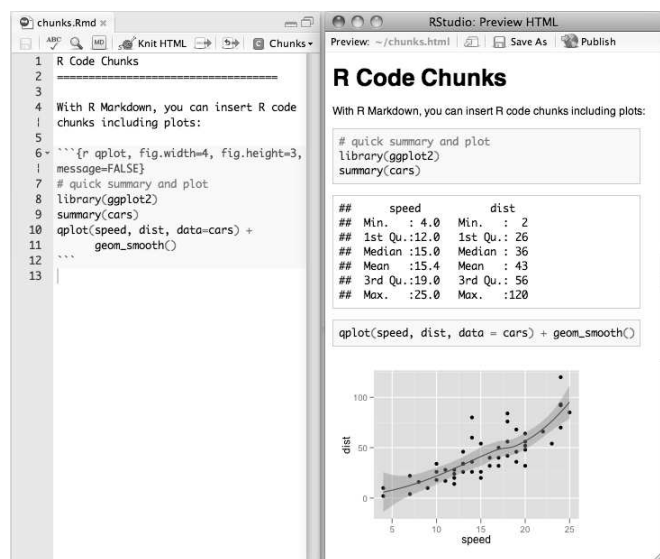 chunks.Rmd
ABC
MD
Knit HTML
Chunks
1 R Code Chunks
2 ===================================
3
4 With R Markdown, you can insert R code
chunks including plots:
5
6 ```{r qplot, fig.width=4, fig.height=3,
message=FALSE}
7 # quick summary and plot
8 library(ggplot2)
9 summary(cars)
10 qplot(speed, dist, data=cars) +
11 geom_smooth()
12 ```
13
RStudio: Preview HTML
Preview: ~/chunks.html Save As Publish
R Code Chunks
With R Markdown, you can insert R code chunks including plots:
# quick summary and plot
library(ggplot2)
summary(cars)
## speed dist
## Min. : 4.0 Min. : 2
## 1st Qu.:12.0 1st Qu.: 26
## Median :15.0 Median : 36
## Mean :15.4 Mean : 43
## 3rd Qu.:19.0 3rd Qu.: 56
## Max. :25.0 Max. :120
qplot(speed, dist, data = cars) + geom_smooth()
100
50
0
dist
5 10 15 20 25
speed